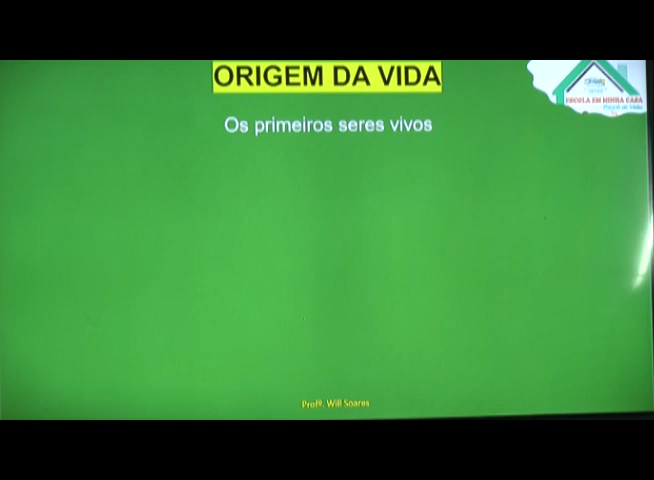 ORIGEM DA VIDA
ESCOLA EM MINHA CASA
Os primeiros seres vivos
Profº. Will Soares